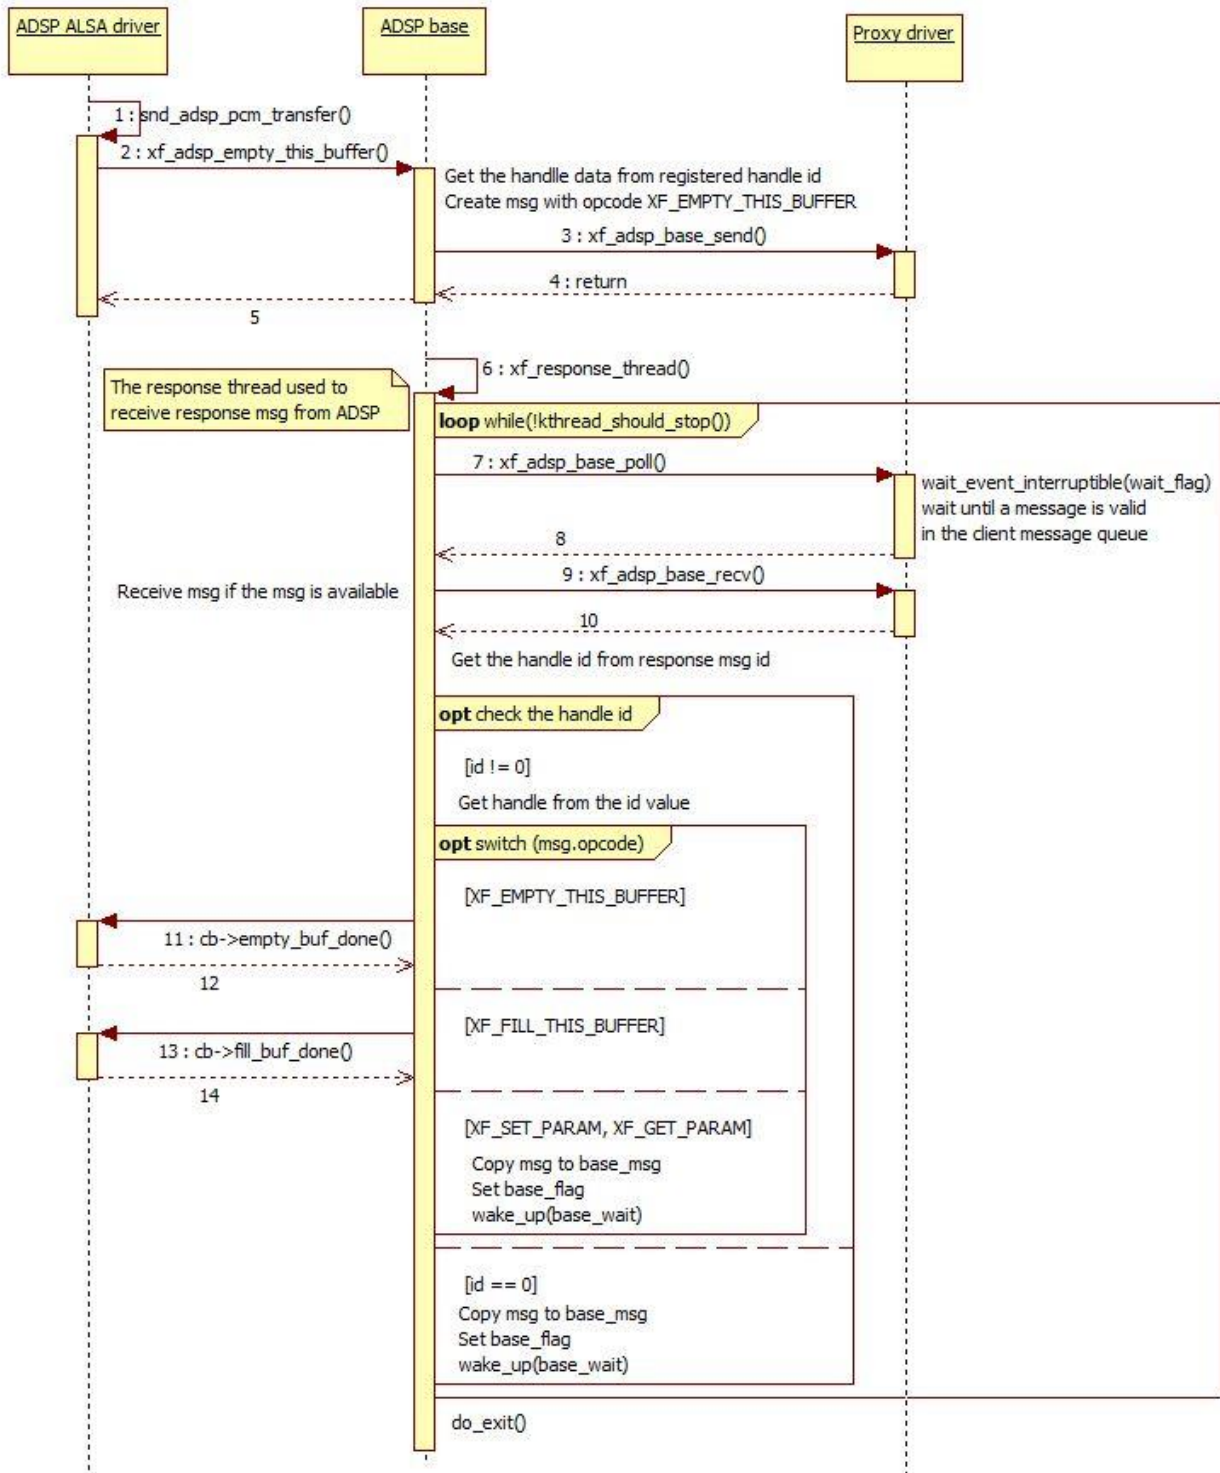 ADSP ALSA driver
ADSP base
Proxy driver
1 : snd_adsp_pcm_transfer()
2 : xf_adsp_empty_this_buffer()
Get the handlle data from registered handle id
Create msg with opcode XF_EMPTY_THIS_BUFFER
3 : xf_adsp_base_send()
4 : return
5
6 : xf_response_thread()
The response thread used to
receive response msg from ADSP
loop while(!kthread_should_stop())
7 : xf_adsp_base_poll()
wait_event_interruptible(wait_flag)
wait until a message is valid
in the client message queue
8
9 : xf_adsp_base_recv()
Receive msg if the msg is available
10
Get the handle id from response msg id
opt check the handle id
[id != 0]
Get handle from the id value
opt switch (msg.opcode)
[XF_EMPTY_THIS_BUFFER]
11 : cb->empty_buf_done()
12
[XF_FILL_THIS_BUFFER]
13 : cb->fill_buf_done()
14
[XF_SET_PARAM, XF_GET_PARAM]
Copy msg to base_msg
Set base_flag
wake_up(base_wait)
[id == 0]
Copy msg to base_msg
Set base_flag
wake_up(base_wait)
do_exit()